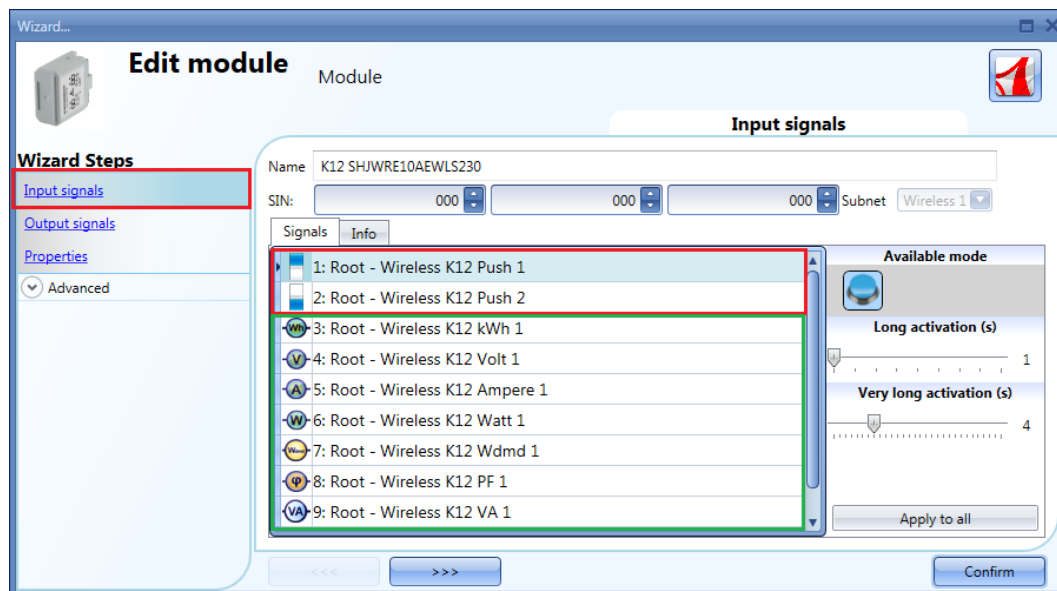 Wizard...
Edit module
Module
Input signals
Wizard Steps
Input signals
Output signals
Properties
Advanced
Name K12 SHJWRE10AEWLS230
SIN: 000 000 000 Subnet Wireless 1
Signals Info
1: Root - Wireless K12 Push 1
2: Root - Wireless K12 Push 2
Wh 3: Root - Wireless K12 kWh 1
V 4: Root - Wireless K12 Volt 1
A 5: Root - Wireless K12 Ampere 1
W 6: Root - Wireless K12 Watt 1
7: Root - Wireless K12 Wdmd 1
φ 8: Root - Wireless K12 PF 1
VA 9: Root - Wireless K12 VA 1
Available mode
Long activation (s)
1
Very long activation (s)
4
Apply to all
<<< >>> Confirm